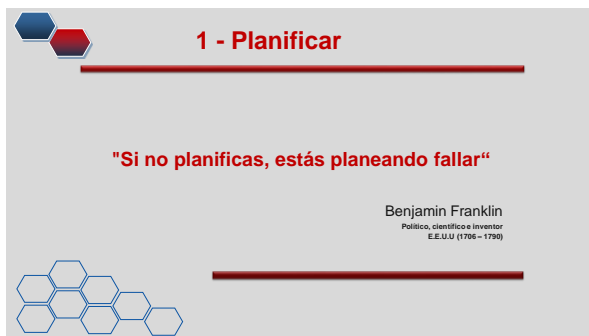 1 - Planificar
"Si no planificas, estás planeando fallar“
Benjamin Franklin
Político, científico e inventor
E.E.U.U (1706 – 1790)